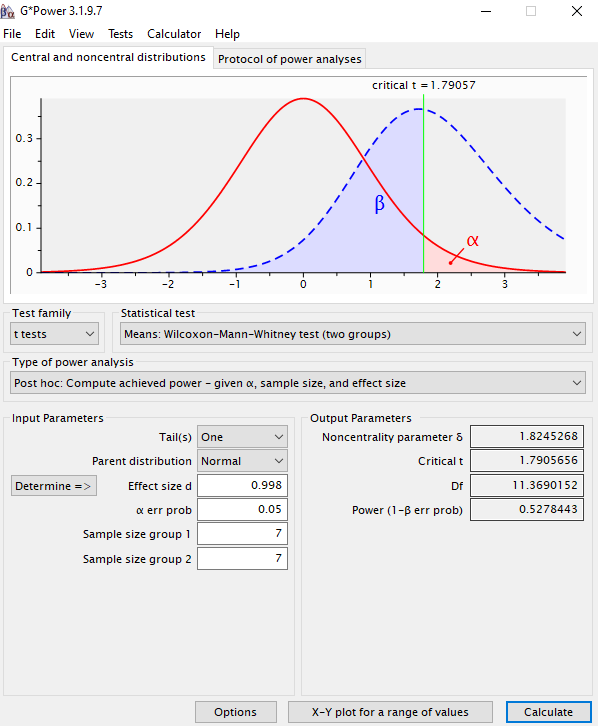 G*Power 3.1.9.7
File Edit View Tests Calculator Help
Central and noncentral distributions Protocol of power analyses
critical t = 1.79057
0.3
0.2
0.1
0
β
α
-3 -2 -1 0 1 2 3
Test family Statistical test
t tests Means: Wilcoxon-Mann-Whitney test (two groups)
Type of power analysis
Post hoc: Compute achieved power - given α, sample size, and effect size
Input Parameters
Tail(s) One
Parent distribution Normal
Determine => Effect size d 0.998
α err prob 0.05
Sample size group 1 7
Sample size group 2 7
Output Parameters
Noncentrality parameter δ 1.8245268
Critical t 1.7905656
Df 11.3690152
Power (1-β err prob) 0.5278443
Options X-Y plot for a range of values Calculate